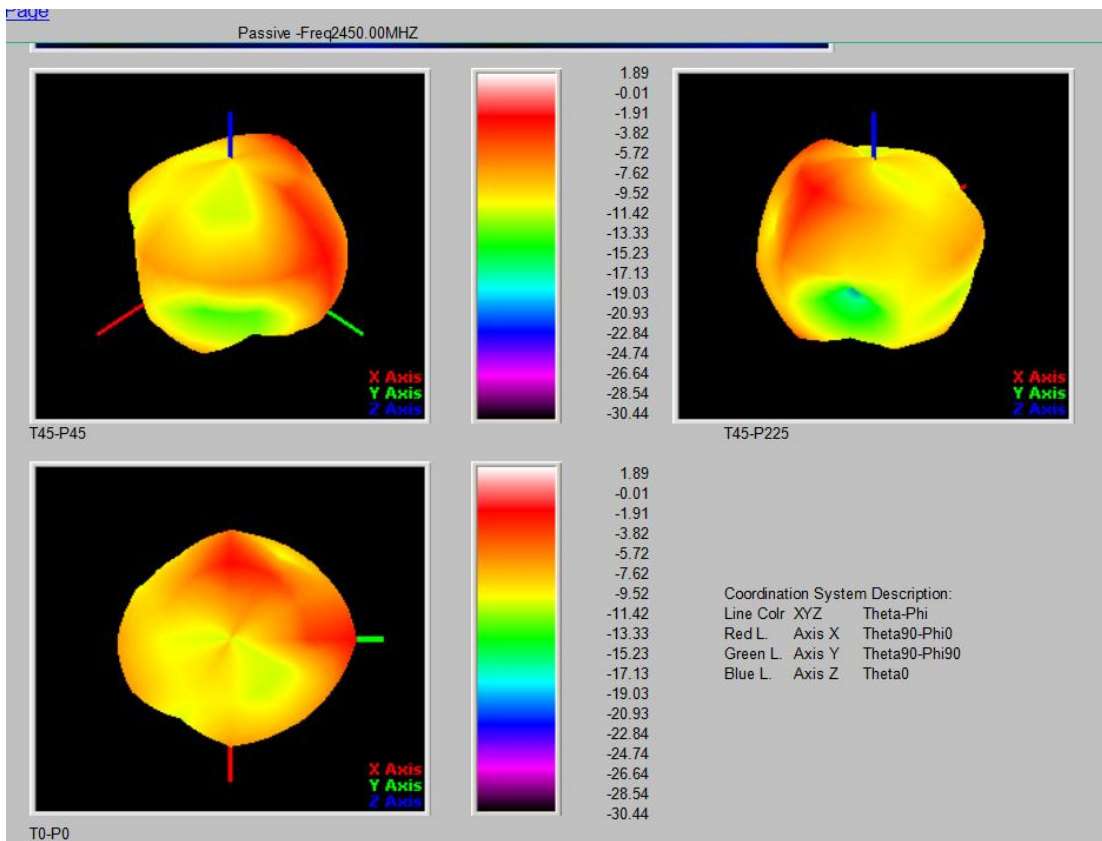 Page
Passive -Freq2450.00MHZ
1.89
-0.01
-1.91
-3.82
-5.72
-7.62
-9.52
-11.42
-13.33
-15.23
-17.13
-19.03
-20.93
-22.84
-24.74
-26.64
-28.54
-30.44
X Axis
Y Axis
Z Axis
X Axis
Y Axis
Z Axis
T45-P45
T45-P225
1.89
-0.01
-1.91
-3.82
-5.72
-7.62
-9.52
-11.42
-13.33
-15.23
-17.13
-19.03
-20.93
-22.84
-24.74
-26.64
-28.54
-30.44
Coordination System Description:
Line Colr XYZ Theta-Phi
Red L. Axis X Theta90-Phi0
Green L. Axis Y Theta90-Phi90
Blue L. Axis Z Theta0
X Axis
Y Axis
Z Axis
T0-P0